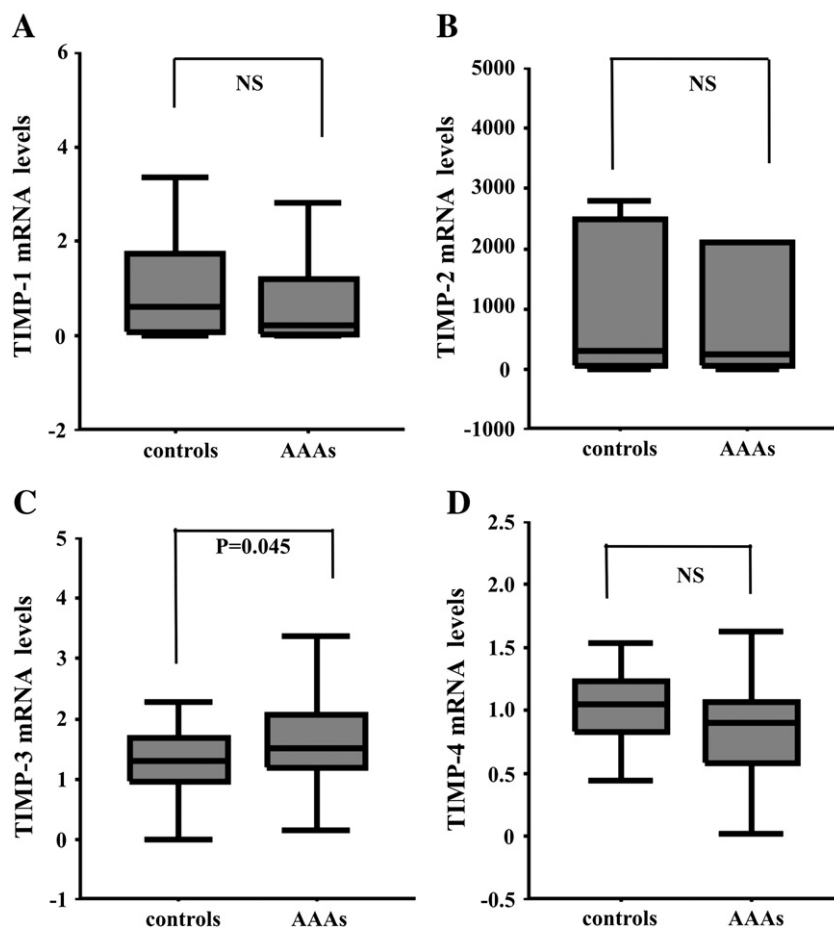 A
TIMP-1 mRNA levels
6
4
2
0
-2
NS
controls AAAs
B
TIMP-2 mRNA levels
5000
4000
3000
2000
1000
0
-1000
NS
controls AAAs
C
TIMP-3 mRNA levels
5
4
3
2
1
0
-1
P=0.045
controls AAAs
D
TIMP-4 mRNA levels
2.5
2.0
1.5
1.0
0.5
0
-0.5
NS
controls AAAs